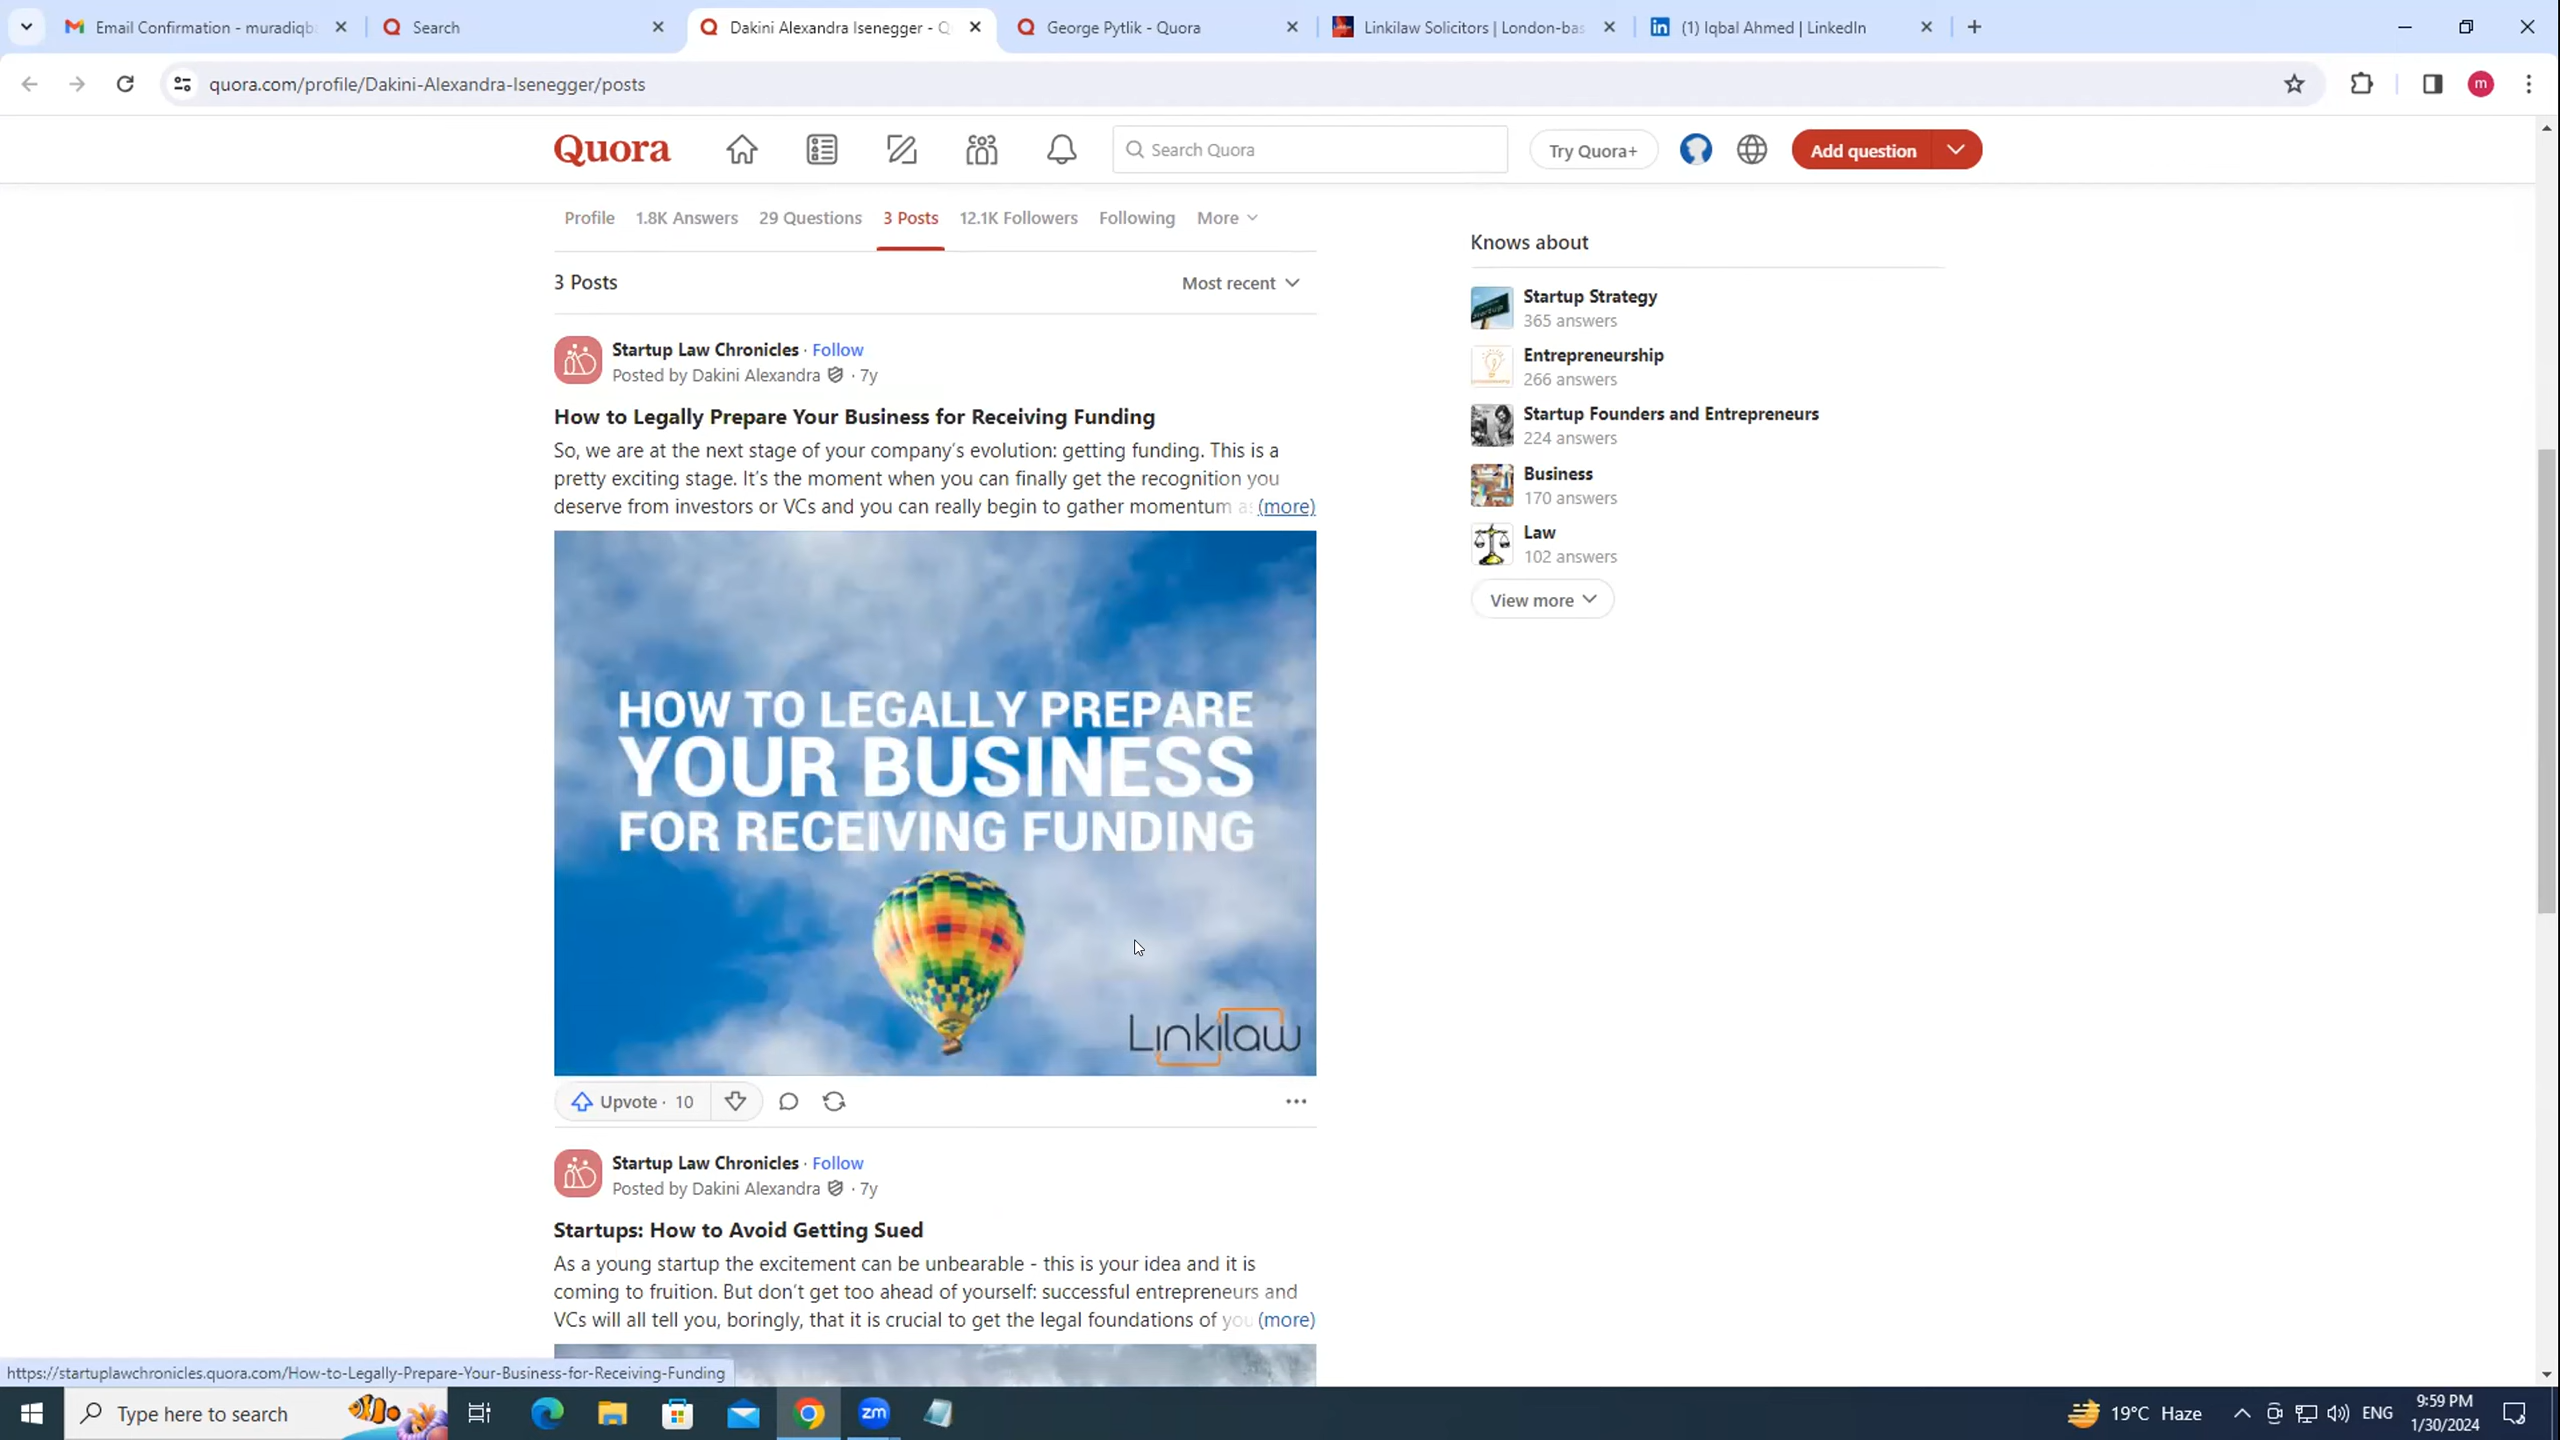 Email Confirmation - muradiqb
Search
Dakini Alexandra Isenegger - Q
George Pytlik - Quora
Linkilaw Solicitors | London-bas
(1) Iqbal Ahmed | LinkedIn
quora.com/profile/Dakini-Alexandra-Isenegger/posts
m
Quora
Search Quora
Try Quora+
Add question
Profile
1.8K Answers
29 Questions
3 Posts
12.1K Followers
Following
More
3 Posts
Most recent
Startup Law Chronicles · Follow
Posted by Dakini Alexandra · 7y
How to Legally Prepare Your Business for Receiving Funding
So, we are at the next stage of your company's evolution: getting funding. This is a
pretty exciting stage. It's the moment when you can finally get the recognition you
deserve from investors or VCs and you can really begin to gather momentum as (more)
HOW TO LEGALLY PREPARE
YOUR BUSINESS
FOR RECEIVING FUNDING
Linkilaw
Upvote · 10
Startup Law Chronicles · Follow
Posted by Dakini Alexandra · 7y
Startups: How to Avoid Getting Sued
As a young startup the excitement can be unbearable - this is your idea and it is
coming to fruition. But don't get too ahead of yourself: successful entrepreneurs and
VCs will all tell you, boringly, that it is crucial to get the legal foundations of you (more)
Knows about
Startup Strategy
365 answers
Entrepreneurship
266 answers
Startup Founders and Entrepreneurs
224 answers
Business
170 answers
Law
102 answers
View more
https://startuplawchronicles.quora.com/How-to-Legally-Prepare-Your-Business-for-Receiving-Funding
Type here to search
zm
19°C Haze
ENG
9:59 PM
1/30/2024